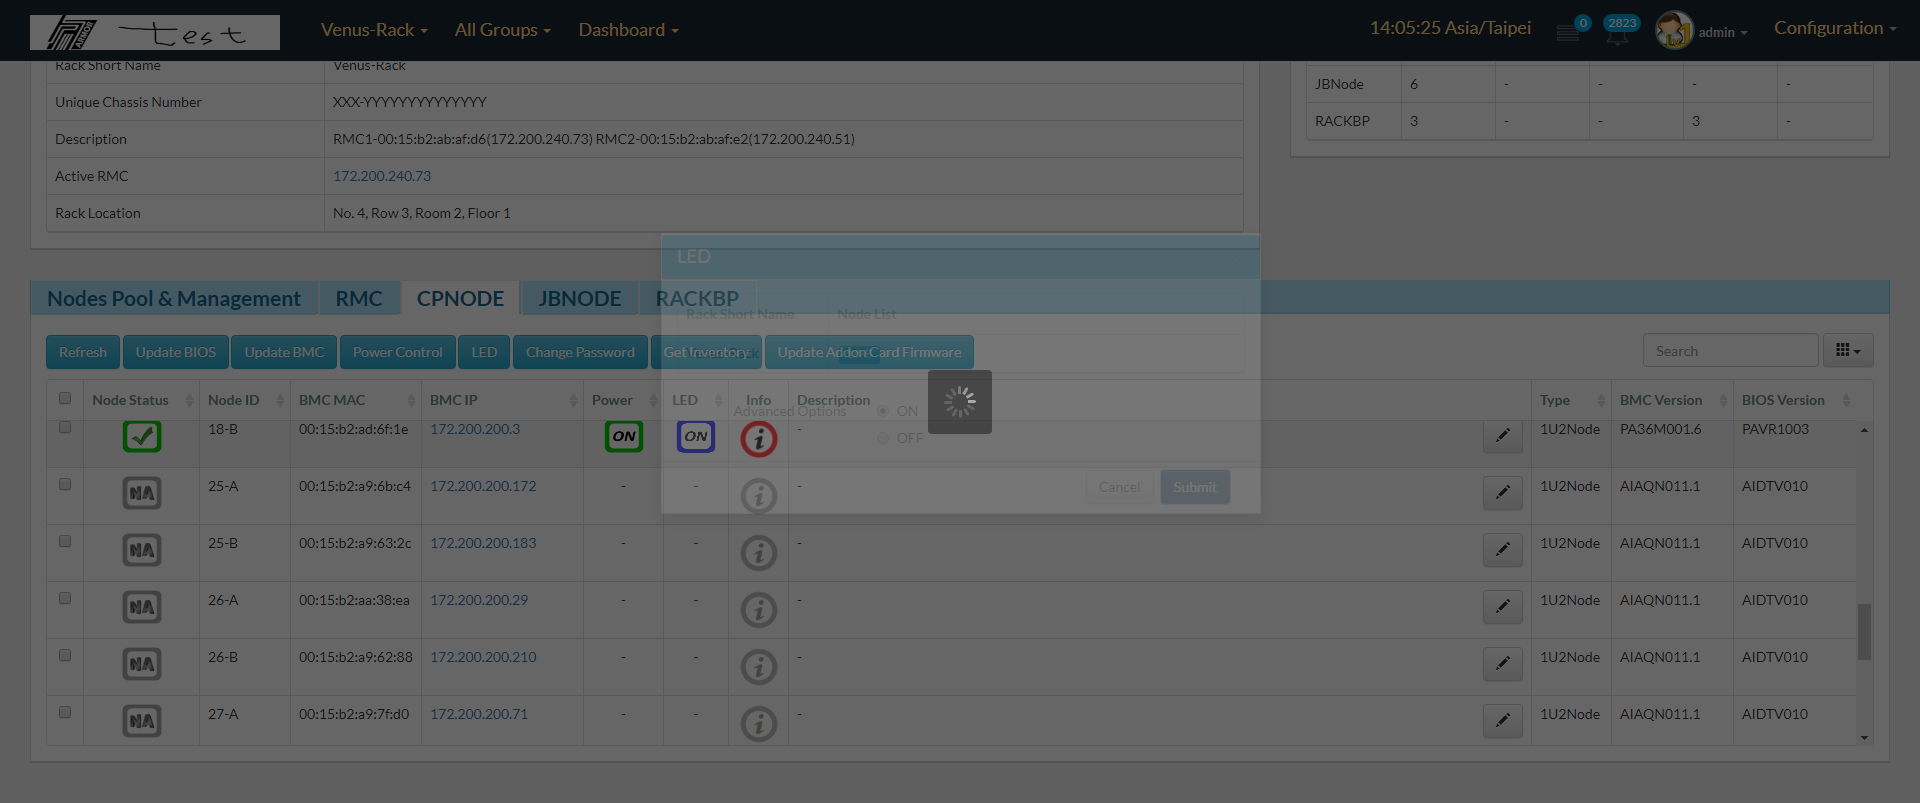 ARMOR test Venus-Rack All Groups Dashboard 14:05:25 Asia/Taipei 0 2823 admin Configuration
Rack Short Name Venus-Rack
Unique Chassis Number XXX-YYYYYYYYYYYYYY
Description RMC1-00:15:b2:ab:af:d6(172.200.240.73) RMC2-00:15:b2:ab:af:e2(172.200.240.51)
Active RMC 172.200.240.73
Rack Location No. 4, Row 3, Room 2, Floor 1
JBNode 6 - - - -
RACKBP 3 - - 3 -
LED
Rack Short Name Node List
Advanced Options ON
OFF
Cancel Submit
Nodes Pool & Management RMC CPNODE JBNODE RACKBP
Refresh Update BIOS Update BMC Power Control LED Change Password Get Inventory Update Addon Card Firmware Search
Node Status Node ID BMC MAC BMC IP Power LED Info Description Type BMC Version BIOS Version
18-B 00:15:b2:ad:6f:1e 172.200.200.3 ON ON i - 1U2Node PA36M001.6 PAVR1003
NA 25-A 00:15:b2:a9:6b:c4 172.200.200.172 - - i - 1U2Node AIAQN011.1 AIDTV010
NA 25-B 00:15:b2:a9:63:2c 172.200.200.183 - - i - 1U2Node AIAQN011.1 AIDTV010
NA 26-A 00:15:b2:aa:38:ea 172.200.200.29 - - i - 1U2Node AIAQN011.1 AIDTV010
NA 26-B 00:15:b2:a9:62:88 172.200.200.210 - - i - 1U2Node AIAQN011.1 AIDTV010
NA 27-A 00:15:b2:a9:7f:d0 172.200.200.71 - - i - 1U2Node AIAQN011.1 AIDTV010